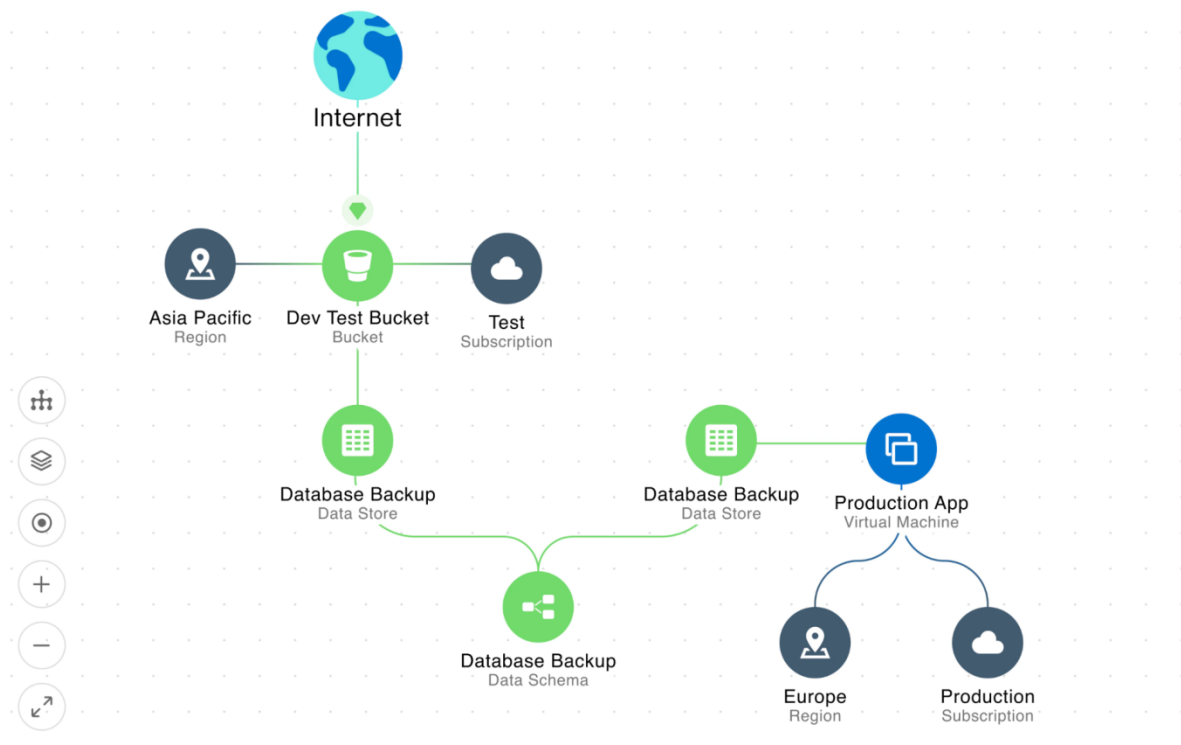 Internet
Asia Pacific
Region
Dev Test Bucket
Bucket
Test
Subscription
Database Backup
Data Store
Database Backup
Data Store
Production App
Virtual Machine
Database Backup
Data Schema
Europe
Region
Production
Subscription